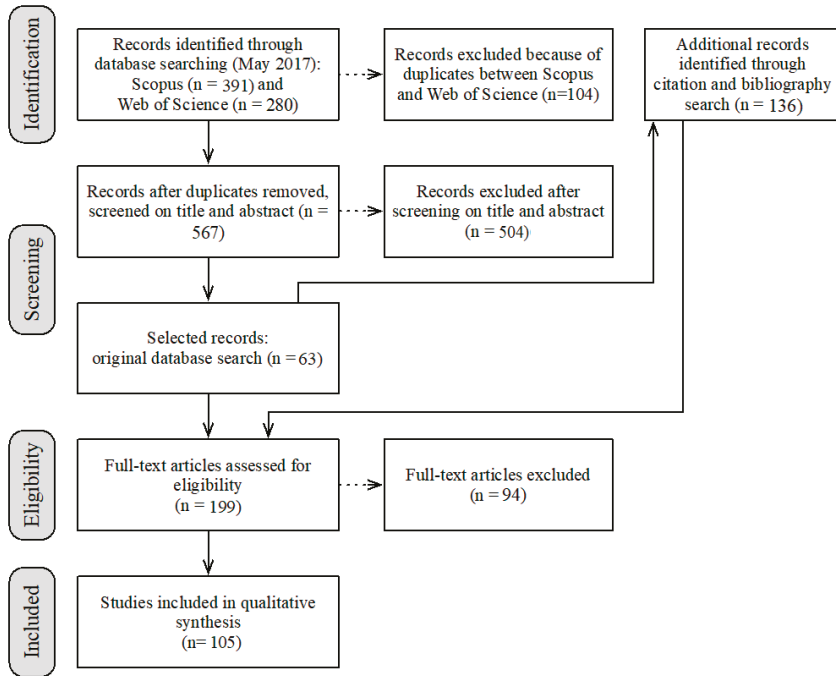 Identification
Records identified through
database searching (May 2017):
Scopus (n = 391) and
Web of Science (n = 280)
Records excluded because of
duplicates between Scopus
and Web of Science (n=104)
Additional records
identified through
citation and bibliography
search (n = 136)
Screening
Records after duplicates removed,
screened on title and abstract (n =
567)
Records excluded after
screening on title and abstract
(n = 504)
Selected records:
original database search (n = 63)
Eligibility
Full-text articles assessed for
eligibility
(n = 199)
Full-text articles excluded
(n = 94)
Included
Studies included in qualitative
synthesis
(n= 105)